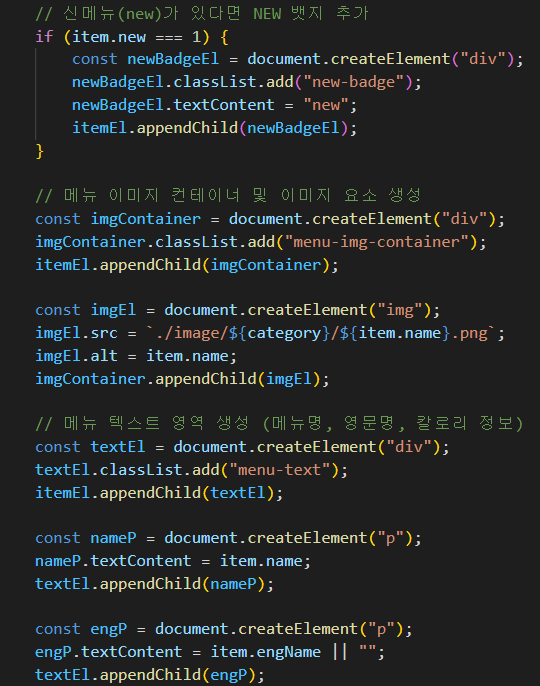 // 신메뉴(new)가 있다면 NEW 뱃지 추가
if (item.new === 1) {
    const newBadgeEl = document.createElement("div");
    newBadgeEl.classList.add("new-badge");
    newBadgeEl.textContent = "new";
    itemEl.appendChild(newBadgeEl);
}

// 메뉴 이미지 컨테이너 및 이미지 요소 생성
const imgContainer = document.createElement("div");
imgContainer.classList.add("menu-img-container");
itemEl.appendChild(imgContainer);

const imgEl = document.createElement("img");
imgEl.src = `./image/${category}/${item.name}.png`;
imgEl.alt = item.name;
imgContainer.appendChild(imgEl);

// 메뉴 텍스트 영역 생성 (메뉴명, 영문명, 칼로리 정보)
const textEl = document.createElement("div");
textEl.classList.add("menu-text");
itemEl.appendChild(textEl);

const nameP = document.createElement("p");
nameP.textContent = item.name;
textEl.appendChild(nameP);

const engP = document.createElement("p");
engP.textContent = item.engName || "";
textEl.appendChild(engP);